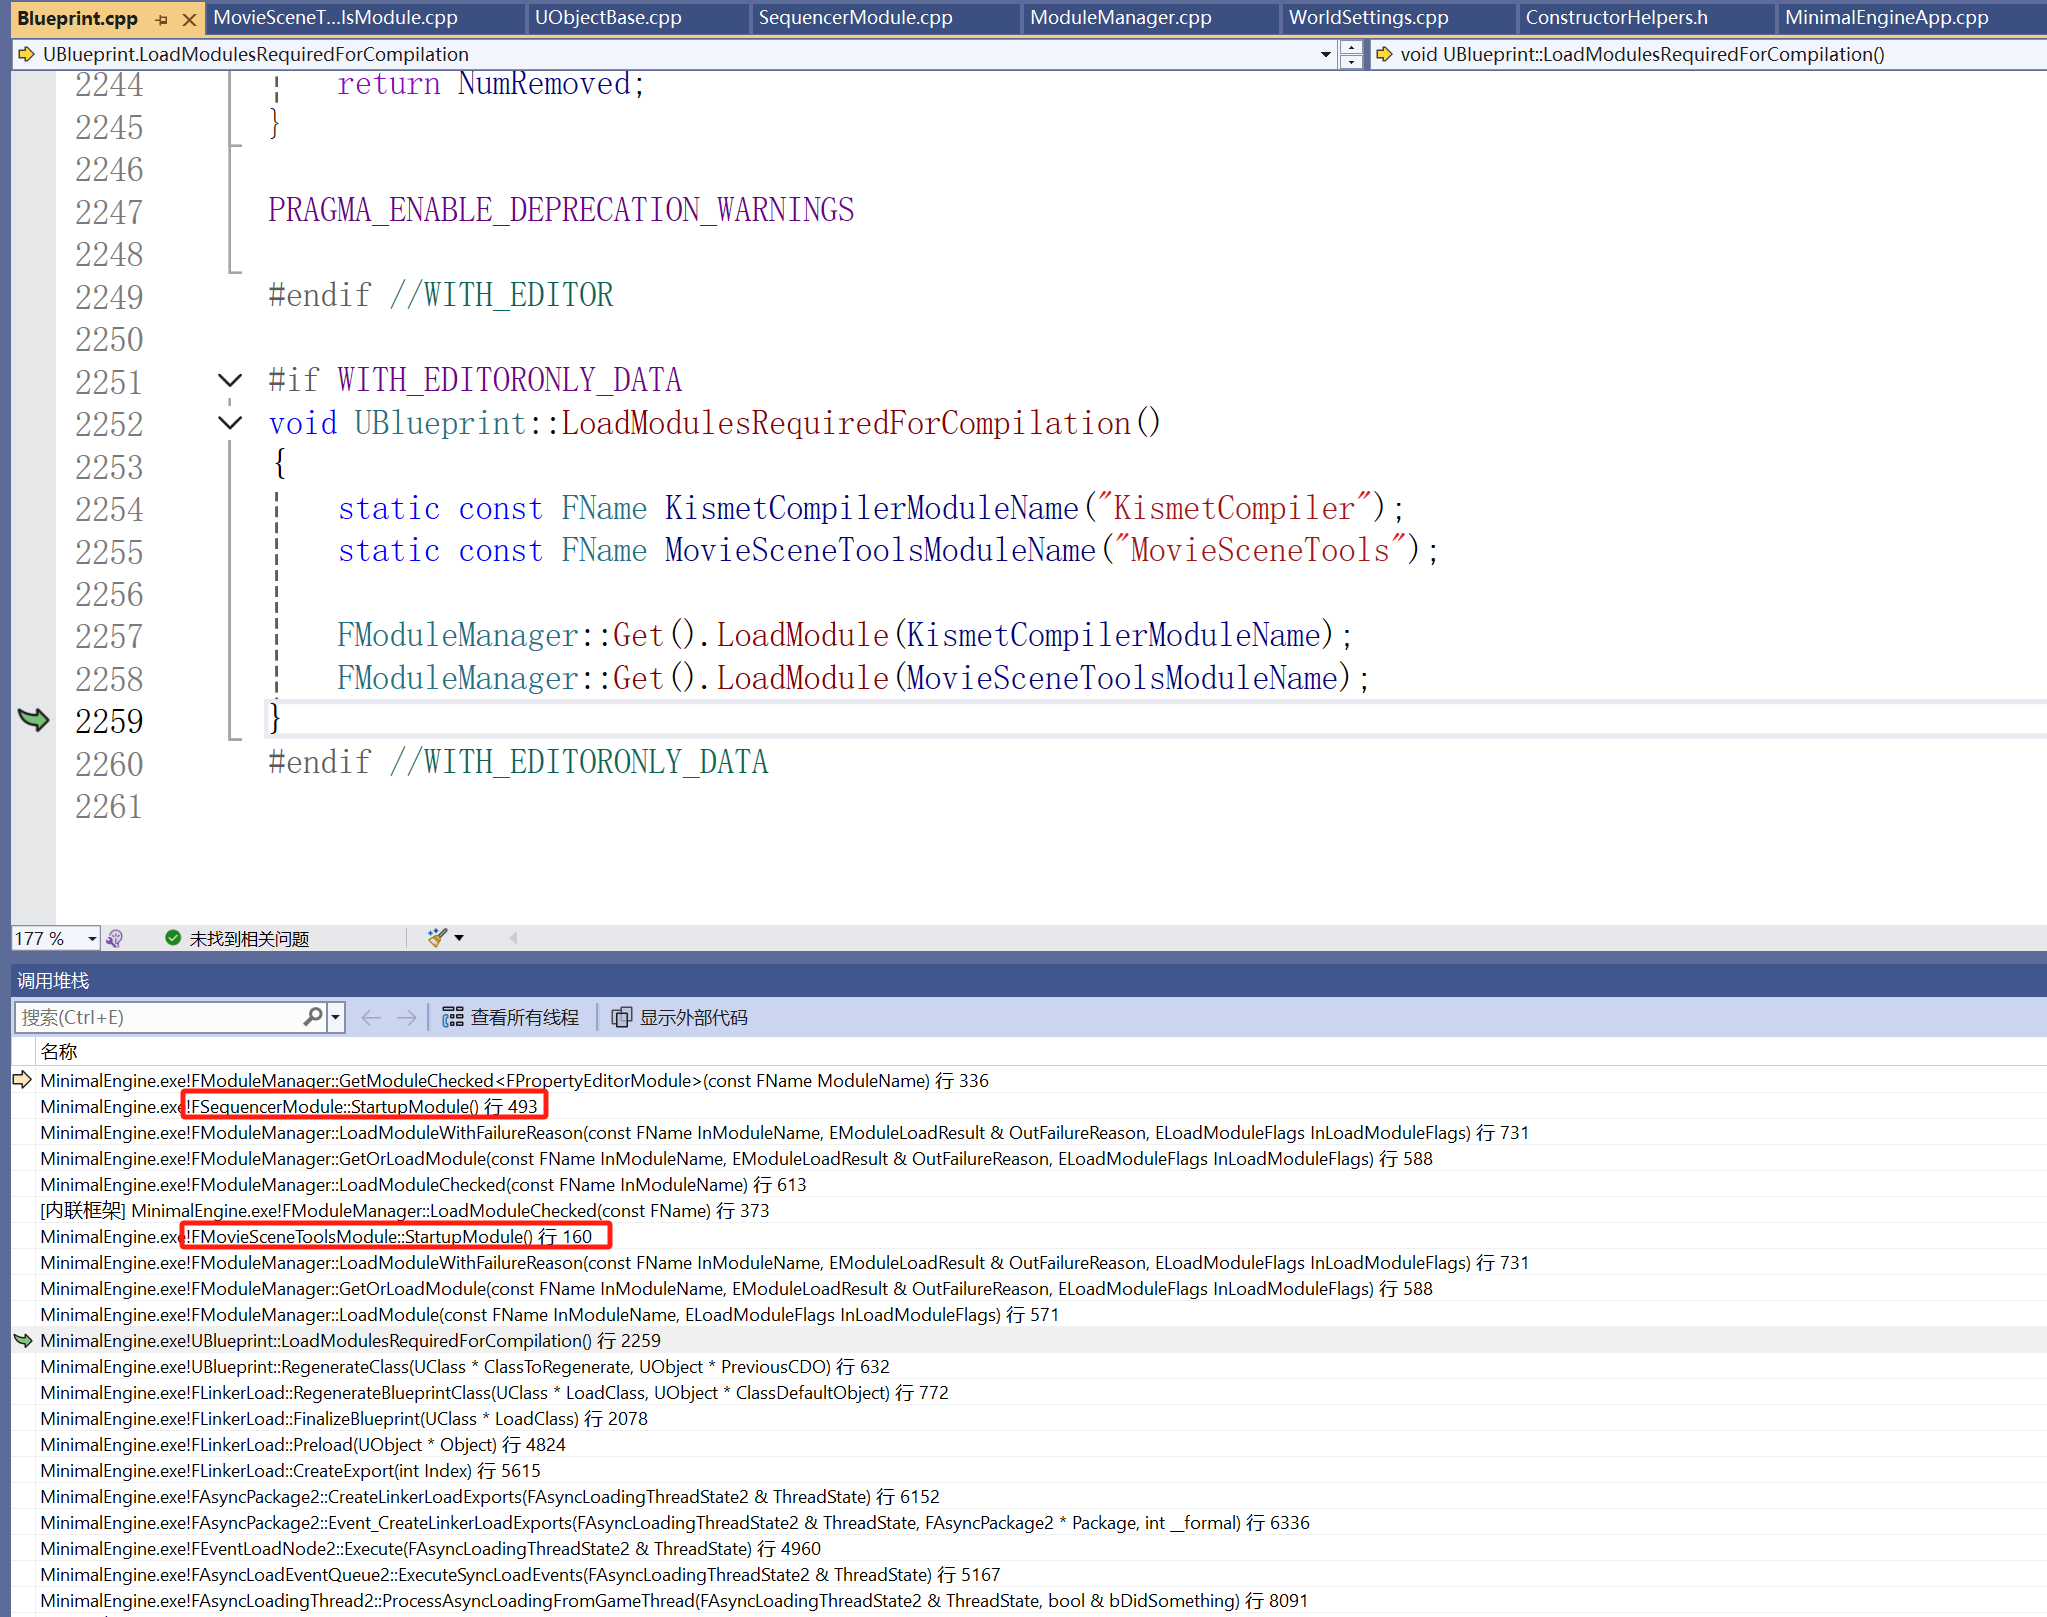 Blueprint.cpp MovieSceneT...lsModule.cpp UObjectBase.cpp SequencerModule.cpp ModuleManager.cpp WorldSettings.cpp ConstructorHelpers.h MinimalEngineApp.cpp
UBlueprint.LoadModulesRequiredForCompilation void UBlueprint::LoadModulesRequiredForCompilation()
2244 return NumRemoved;
2245 }
2246
2247 PRAGMA_ENABLE_DEPRECATION_WARNINGS
2248
2249 #endif //WITH_EDITOR
2250
2251 #if WITH_EDITORONLY_DATA
2252 void UBlueprint::LoadModulesRequiredForCompilation()
2253 {
2254 static const FName KismetCompilerModuleName("KismetCompiler");
2255 static const FName MovieSceneToolsModuleName("MovieSceneTools");
2256
2257 FModuleManager::Get().LoadModule(KismetCompilerModuleName);
2258 FModuleManager::Get().LoadModule(MovieSceneToolsModuleName);
2259 }
2260 #endif //WITH_EDITORONLY_DATA
2261
177 % 未找到相关问题
调用堆栈
搜索(Ctrl+E) 查看所有线程 显示外部代码
名称
MinimalEngine.exe!FModuleManager::GetModuleChecked<FPropertyEditorModule>(const FName ModuleName) 行 336
MinimalEngine.exe!FSequencerModule::StartupModule() 行 493
MinimalEngine.exe!FModuleManager::LoadModuleWithFailureReason(const FName InModuleName, EModuleLoadResult & OutFailureReason, ELoadModuleFlags InLoadModuleFlags) 行 731
MinimalEngine.exe!FModuleManager::GetOrLoadModule(const FName InModuleName, EModuleLoadResult & OutFailureReason, ELoadModuleFlags InLoadModuleFlags) 行 588
MinimalEngine.exe!FModuleManager::LoadModuleChecked(const FName InModuleName) 行 613
[内联框架] MinimalEngine.exe!FModuleManager::LoadModuleChecked(const FName) 行 373
MinimalEngine.exe!FMovieSceneToolsModule::StartupModule() 行 160
MinimalEngine.exe!FModuleManager::LoadModuleWithFailureReason(const FName InModuleName, EModuleLoadResult & OutFailureReason, ELoadModuleFlags InLoadModuleFlags) 行 731
MinimalEngine.exe!FModuleManager::GetOrLoadModule(const FName InModuleName, EModuleLoadResult & OutFailureReason, ELoadModuleFlags InLoadModuleFlags) 行 588
MinimalEngine.exe!FModuleManager::LoadModule(const FName InModuleName, ELoadModuleFlags InLoadModuleFlags) 行 571
MinimalEngine.exe!UBlueprint::LoadModulesRequiredForCompilation() 行 2259
MinimalEngine.exe!UBlueprint::RegenerateClass(UClass * ClassToRegenerate, UObject * PreviousCDO) 行 632
MinimalEngine.exe!FLinkerLoad::RegenerateBlueprintClass(UClass * LoadClass, UObject * ClassDefaultObject) 行 772
MinimalEngine.exe!FLinkerLoad::FinalizeBlueprint(UClass * LoadClass) 行 2078
MinimalEngine.exe!FLinkerLoad::Preload(UObject * Object) 行 4824
MinimalEngine.exe!FLinkerLoad::CreateExport(int Index) 行 5615
MinimalEngine.exe!FAsyncPackage2::CreateLinkerLoadExports(FAsyncLoadingThreadState2 & ThreadState) 行 6152
MinimalEngine.exe!FAsyncPackage2::Event_CreateLinkerLoadExports(FAsyncLoadingThreadState2 & ThreadState, FAsyncPackage2 * Package, int __formal) 行 6336
MinimalEngine.exe!FEventLoadNode2::Execute(FAsyncLoadingThreadState2 & ThreadState) 行 4960
MinimalEngine.exe!FAsyncLoadEventQueue2::ExecuteSyncLoadEvents(FAsyncLoadingThreadState2 & ThreadState) 行 5167
MinimalEngine.exe!FAsyncLoadingThread2::ProcessAsyncLoadingFromGameThread(FAsyncLoadingThreadState2 & ThreadState, bool & bDidSomething) 行 8091